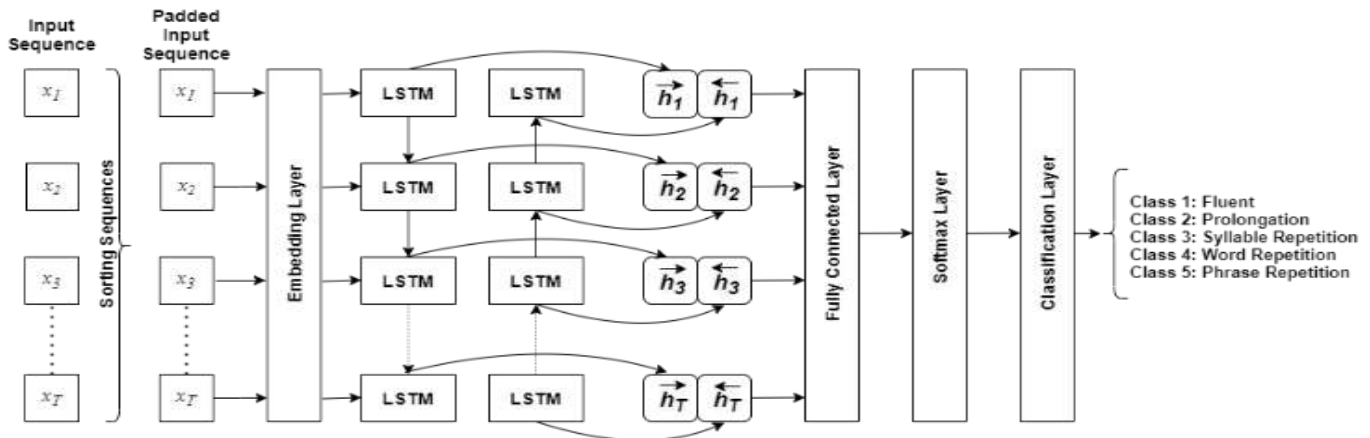 Input
Sequence
Padded
Input
Sequence
x1
x2
x3
xT
Sorting Sequences
x1
x2
x3
xT
Embedding Layer
LSTM
LSTM
LSTM
LSTM
LSTM
LSTM
LSTM
LSTM
h1 h1
h2 h2
h3 h3
hT hT
Fully Connected Layer
Softmax Layer
Classification Layer
Class 1: Fluent
Class 2: Prolongation
Class 3: Syllable Repetition
Class 4: Word Repetition
Class 5: Phrase Repetition